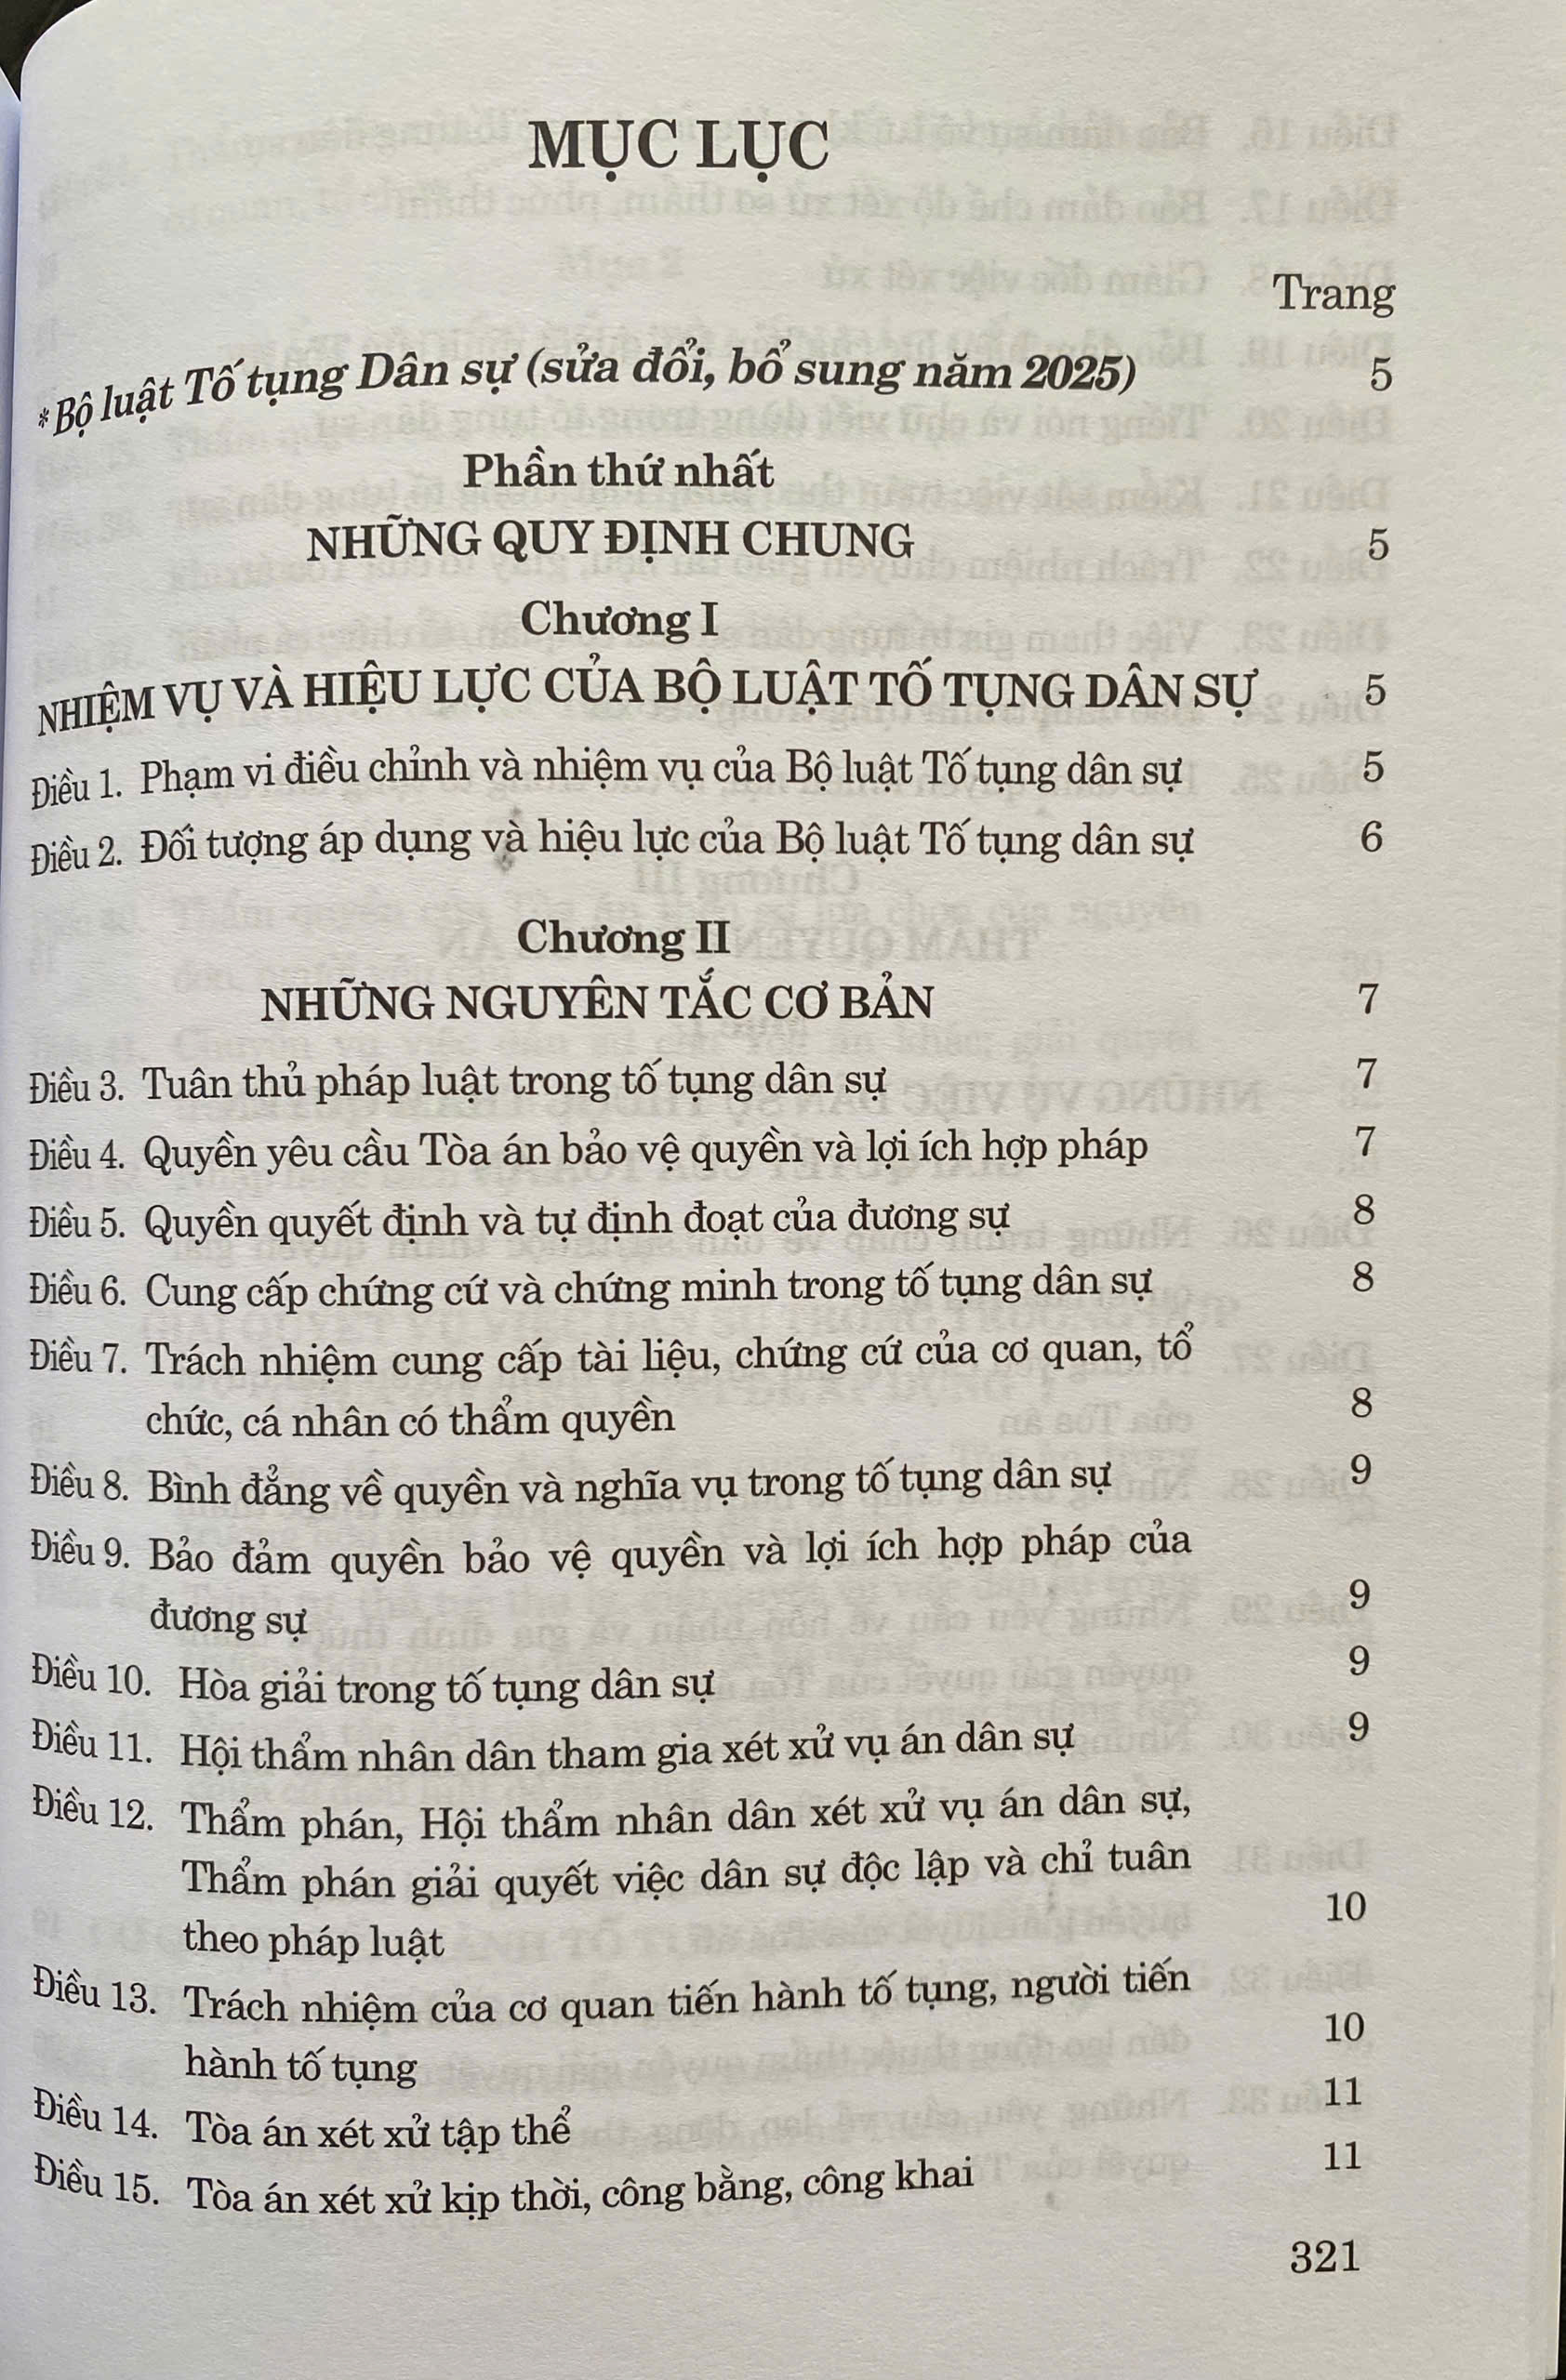 MỤC LỤC
Trang
*Bộ luật Tố tụng Dân sự (sửa đổi, bổ sung năm 2025) 5
Phần thứ nhất
NHỮNG QUY ĐỊNH CHUNG 5
Chương I
NHIỆM VỤ VÀ HIỆU LỰC CỦA BỘ LUẬT TỐ TỤNG DÂN SỰ 5
Điều 1. Phạm vi điều chỉnh và nhiệm vụ của Bộ luật Tố tụng dân sự 5
Điều 2. Đối tượng áp dụng và hiệu lực của Bộ luật Tố tụng dân sự 6
Chương II
NHỮNG NGUYÊN TẮC CƠ BẢN 7
Điều 3. Tuân thủ pháp luật trong tố tụng dân sự 7
Điều 4. Quyền yêu cầu Tòa án bảo vệ quyền và lợi ích hợp pháp 7
Điều 5. Quyền quyết định và tự định đoạt của đương sự 8
Điều 6. Cung cấp chứng cứ và chứng minh trong tố tụng dân sự 8
Điều 7. Trách nhiệm cung cấp tài liệu, chứng cứ của cơ quan, tổ
chức, cá nhân có thẩm quyền 8
Điều 8. Bình đẳng về quyền và nghĩa vụ trong tố tụng dân sự 9
Điều 9. Bảo đảm quyền bảo vệ quyền và lợi ích hợp pháp của
đương sự 9
Điều 10. Hòa giải trong tố tụng dân sự 9
Điều 11. Hội thẩm nhân dân tham gia xét xử vụ án dân sự 9
Điều 12. Thẩm phán, Hội thẩm nhân dân xét xử vụ án dân sự,
Thẩm phán giải quyết việc dân sự độc lập và chỉ tuân
theo pháp luật 10
Điều 13. Trách nhiệm của cơ quan tiến hành tố tụng, người tiến
hành tố tụng 10
Điều 14. Tòa án xét xử tập thể 11
Điều 15. Tòa án xét xử kịp thời, công bằng, công khai 11
321